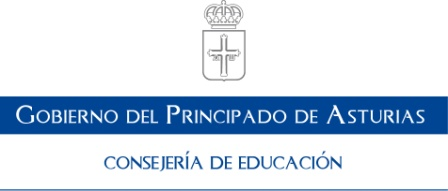 GOBIERNO DEL PRINCIPADO DE ASTURIAS
CONSEJERÍA DE EDUCACIÓN